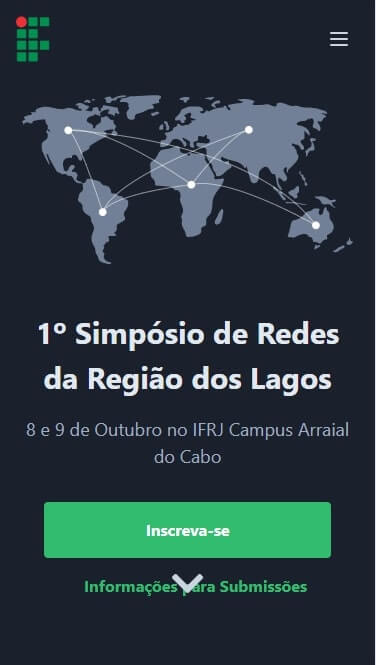 1º Simpósio de Redes
da Região dos Lagos
8 e 9 de Outubro no IFRJ Campus Arraial
do Cabo
Inscreva-se
Informações para Submissões